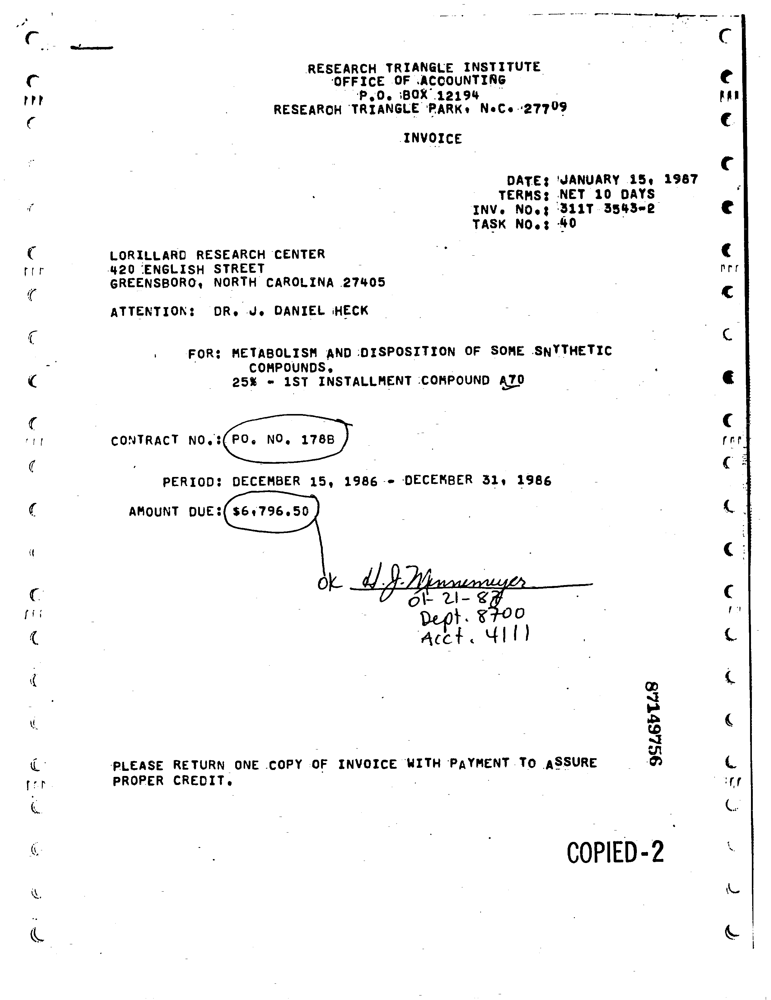 RESEARCH TRIANGLE INSTITUTE
OFFICE OF ACCOUNTING
P.O. BOX 12194
RESEARCH TRIANGLE PARK, N.C. 27709
INVOICE
DATE: JANUARY 15, 1987
TERMS: NET 10 DAYS
INV. NO.: 311T 3543-2
TASK NO.: 40
LORILLARD RESEARCH CENTER
420 ENGLISH STREET
GREENSBORO, NORTH CAROLINA 27405
ATTENTION: DR. J. DANIEL HECK
FOR: METABOLISM AND DISPOSITION OF SOME SNYTHETIC
COMPOUNDS.
25% - 1ST INSTALLMENT COMPOUND A70
CONTRACT NO.: PO. NO. 178B
PERIOD: DECEMBER 15, 1986 - DECEMBER 31, 1986
AMOUNT DUE: $6,796.50
ok H.J. Minnemeyer
01-21-87
Dept. 8700
Acct. 4111
87149756
PLEASE RETURN ONE COPY OF INVOICE WITH PAYMENT TO ASSURE
PROPER CREDIT.
COPIED-2